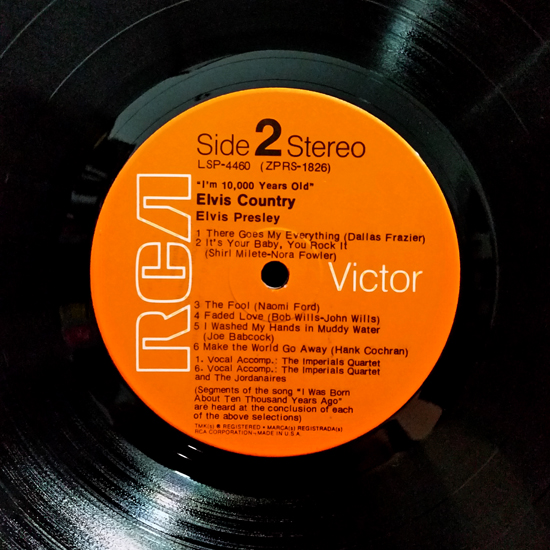 Side 2 Stereo
LSP-4460 (ZPRS-1826)
"I'm 10,000 Years Old"
Elvis Country
Elvis Presley
1 There Goes My Everything (Dallas Frazier)
2 It's Your Baby, You Rock It
(Shirl Milete-Nora Fowler)
RCA
Victor
3 The Fool (Naomi Ford)
4 Faded Love (Bob Wills-John Wills)
5 I Washed My Hands in Muddy Water
(Joe Babcock)
6 Make the World Go Away (Hank Cochran)
1. Vocal Accomp.: The Imperials Quartet
6. Vocal Accomp.: The Imperials Quartet
and The Jordanaires
(Segments of the song "I Was Born
About Ten Thousand Years Ago"
are heard at the conclusion of each
of the above selections)
TMK(s) ® REGISTERED • MARCA(s) REGISTRADA(s)
RCA CORPORATION-MADE IN U.S.A.